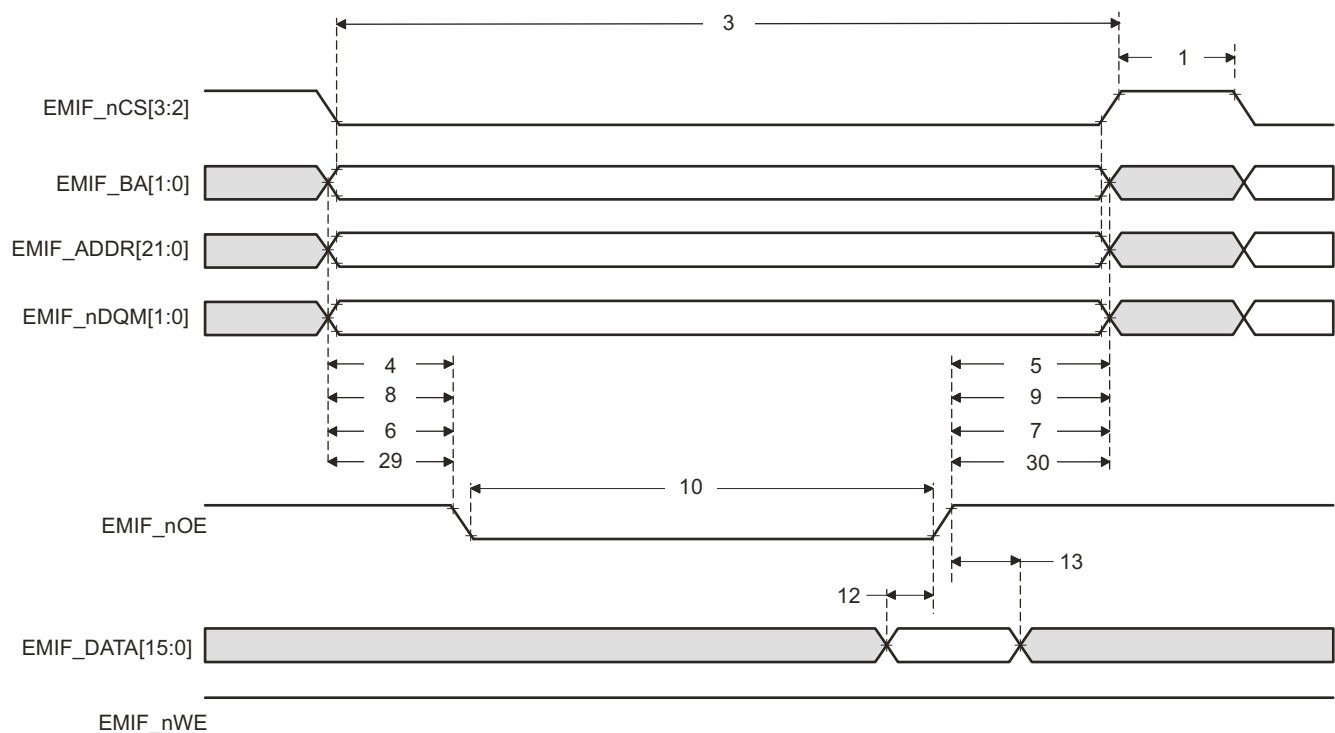 3
1
EMIF_nCS[3:2]
EMIF_BA[1:0]
EMIF_ADDR[21:0]
EMIF_nDQM[1:0]
4
5
8
9
6
7
29
30
10
EMIF_nOE
13
12
EMIF_DATA[15:0]
EMIF_nWE